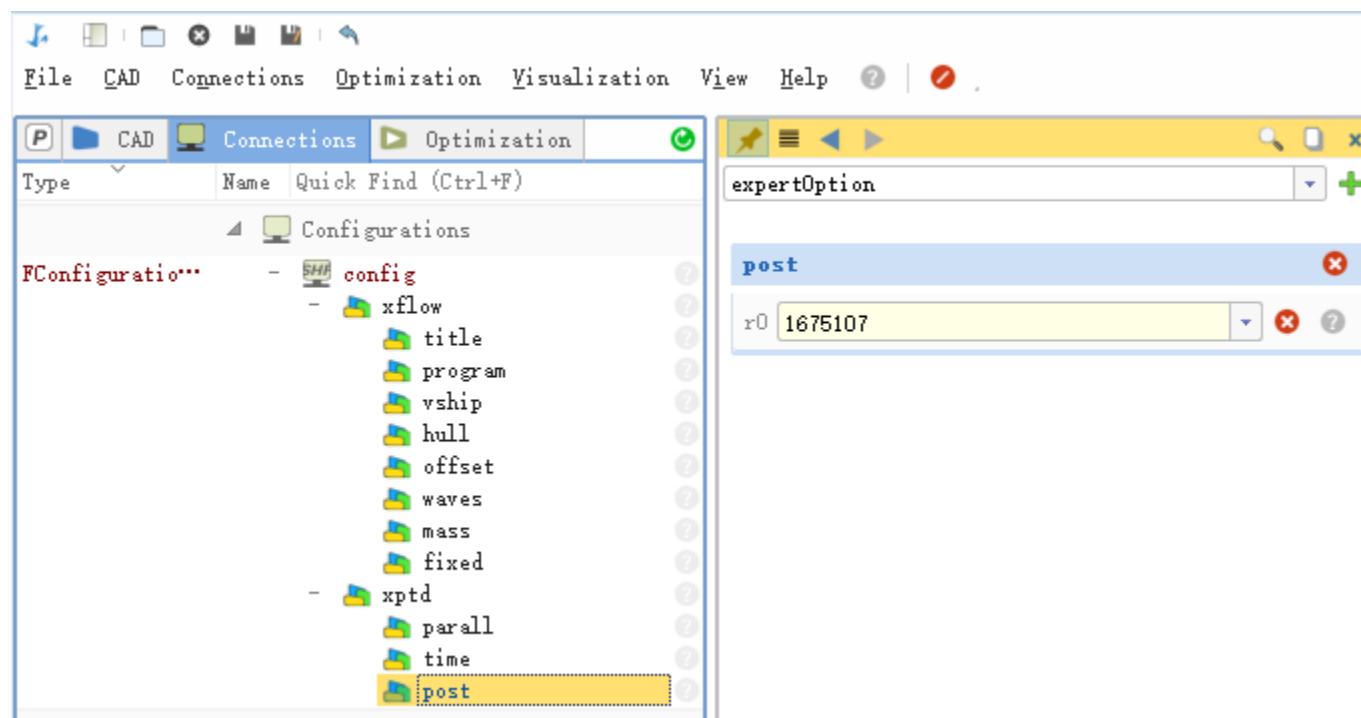 File CAD Connections Optimization Visualization View Help
P CAD Connections Optimization
Type Name Quick Find (Ctrl+F)
Configurations
FConfiguratio··· config
xflow
title
program
vship
hull
offset
waves
mass
fixed
xptd
parall
time
post
expertOption
post
r0 1675107